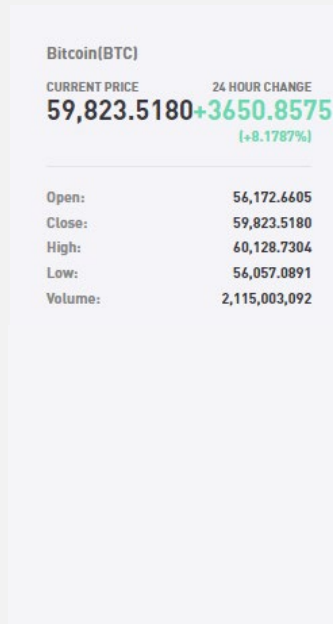 Bitcoin(BTC)
CURRENT PRICE 24 HOUR CHANGE
59,823.5180+3650.8575
(+8.1787%)
Open: 56,172.6605
Close: 59,823.5180
High: 60,128.7304
Low: 56,057.0891
Volume: 2,115,003,092